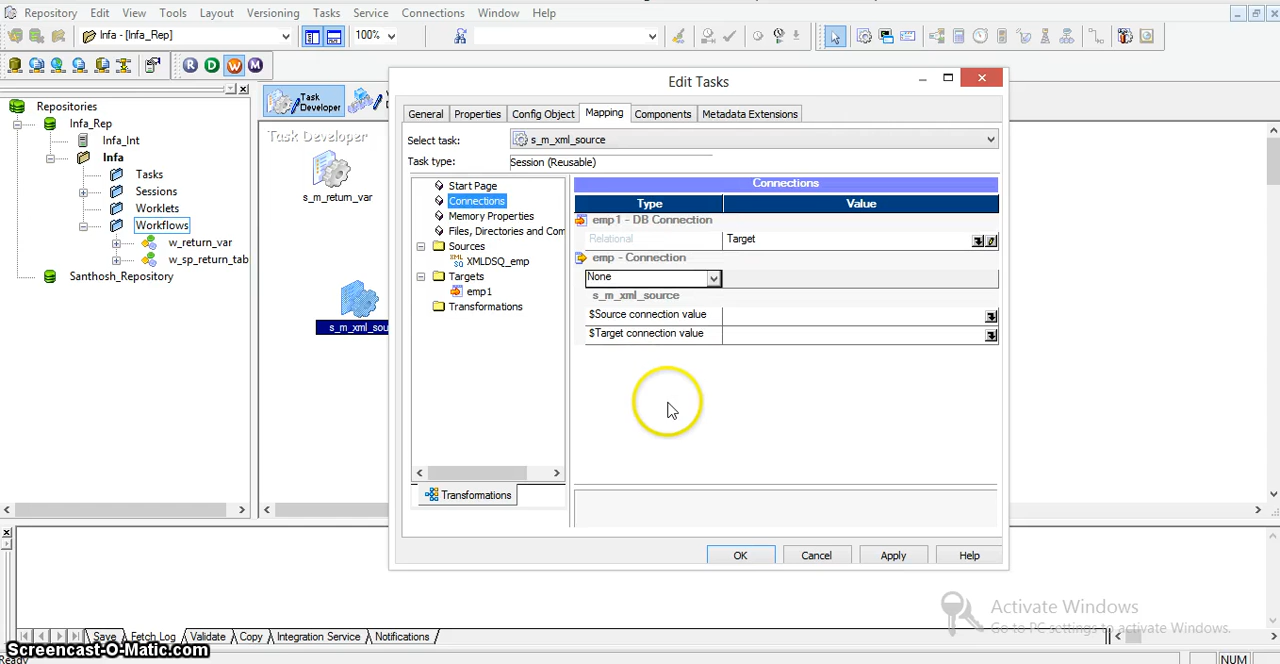 Repository Edit View Tools Layout Versioning Tasks Service Connections Window Help
Infa - [Infa_Rep] 100%
R D W M
Repositories
Infa_Rep
Infa_Int
Infa
Tasks
Sessions
Worklets
Workflows
w_return_var
w_sp_return_tab
Santhosh_Repository
Task
Developer
Task Developer
s_m_return_var
s_m_xml_sou
Edit Tasks
General Properties Config Object Mapping Components Metadata Extensions
Select task: s_m_xml_source
Task type: Session (Reusable)
Start Page
Connections
Memory Properties
Files, Directories and Com
Sources
XMLDSQ_emp
Targets
emp1
Transformations
Transformations
Connections
Type Value
emp1 - DB Connection
Relational Target
emp - Connection
None
s_m_xml_source
$Source connection value
$Target connection value
OK Cancel Apply Help
Activate Windows
Go to PC settings to activate Windows.
Save Fetch Log Validate Copy Integration Service Notifications
Screencast-O-Matic.com
Ready NUM